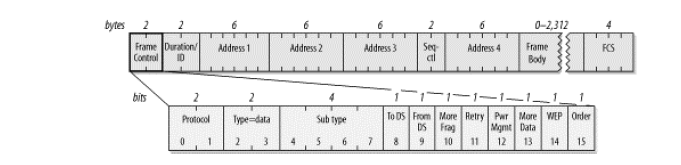 bytes 2 2 6 6 6 2 6 0–2,312 4
Frame Control Duration/ ID Address 1 Address 2 Address 3 Seq- ctl Address 4 Frame Body FCS
bits 2 2 4 1 1 1 1 1 1 1 1
Protocol Type=data Sub type To DS From DS More Frag Retry Pwr Mgmt More Data WEP Order
0 1 2 3 4 5 6 7 8 9 10 11 12 13 14 15